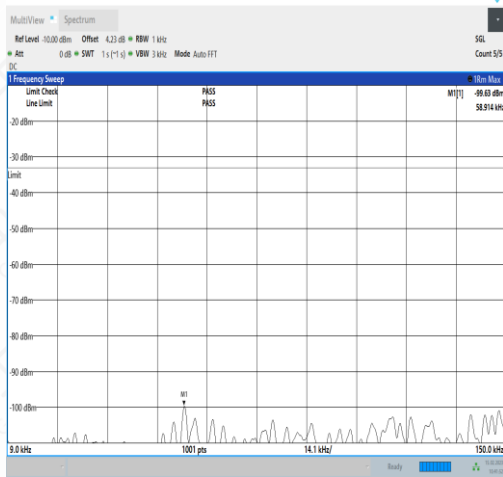 MultiView Spectrum
Ref Level -10.00 dBm Offset 4.23 dB RBW 1 kHz SGL
Att 0 dB SWT 1 s (~1 s) VBW 3 kHz Mode Auto FFT Count 5/5
DC
1 Frequency Sweep 1Rm Max
Limit Check PASS M1[1] -99.63 dBm
Line Limit PASS 58.914 kHz
-20 dBm
-30 dBm
Limit
-40 dBm
-50 dBm
-60 dBm
-70 dBm
-80 dBm
-90 dBm
M1
-100 dBm
9.0 kHz 1001 pts 14.1 kHz/ 150.0 kHz
Ready